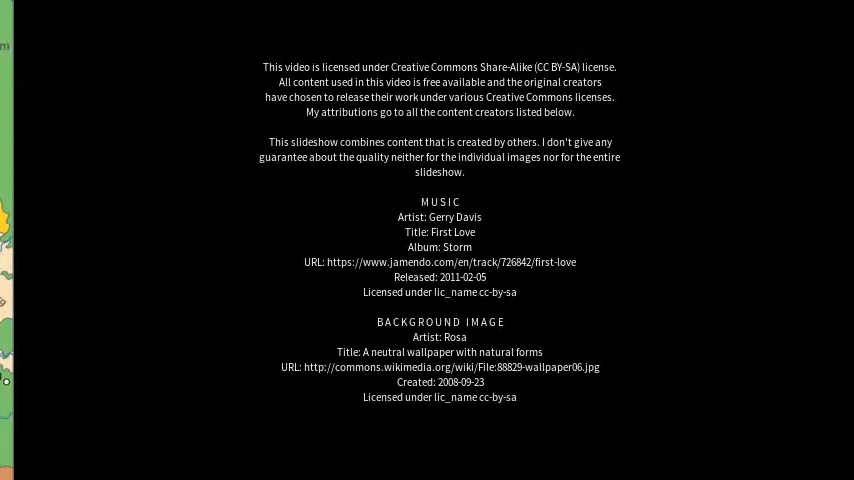 This video is licensed under Creative Commons Share-Alike (CC BY-SA) license.
All content used in this video is free available and the original creators
have chosen to release their work under various Creative Commons licenses.
My attributions go to all the content creators listed below.
This slideshow combines content that is created by others. I don't give any
guarantee about the quality neither for the individual images nor for the entire
slideshow.
MUSIC
Artist: Gerry Davis
Title: First Love
Album: Storm
URL: https://www.jamendo.com/en/track/726842/first-love
Released: 2011-02-05
Licensed under lic_name cc-by-sa
BACKGROUND IMAGE
Artist: Rosa
Title: A neutral wallpaper with natural forms
URL: http://commons.wikimedia.org/wiki/File:88829-wallpaper06.jpg
Created: 2008-09-23
Licensed under lic_name cc-by-sa